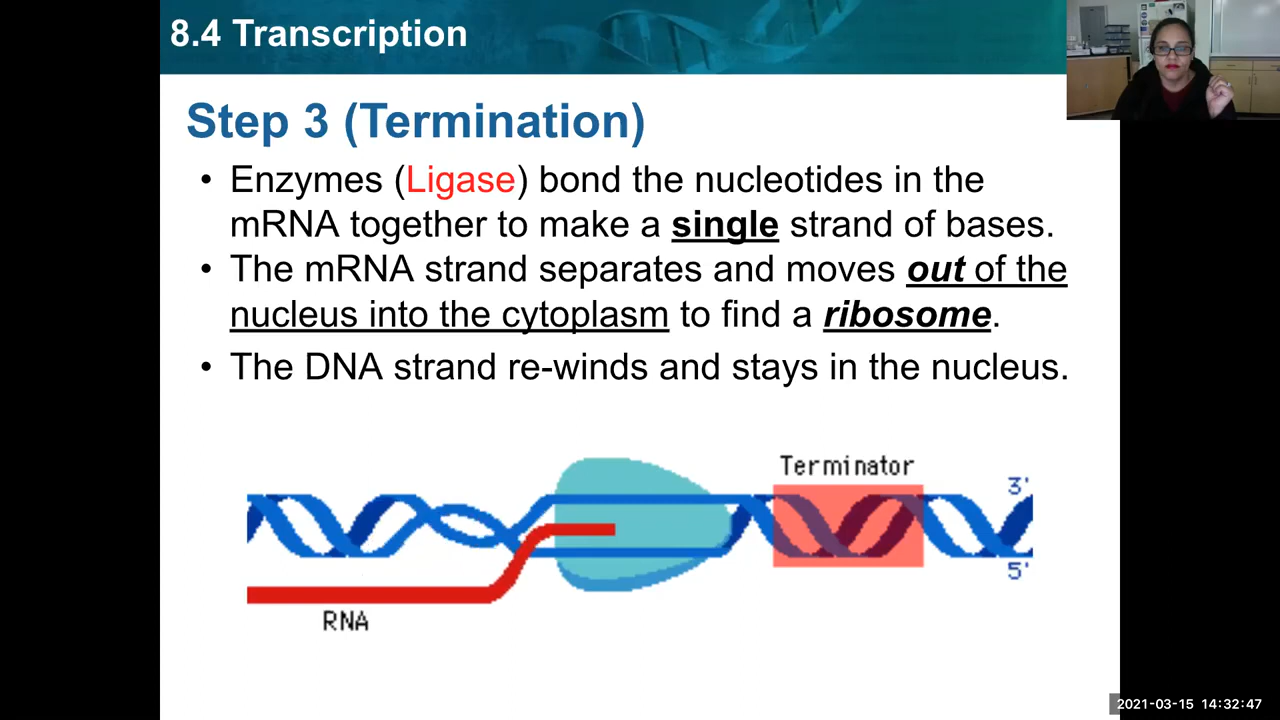 8.4 Transcription
Step 3 (Termination)
• Enzymes (Ligase) bond the nucleotides in the
mRNA together to make a single strand of bases.
• The mRNA strand separates and moves out of the
nucleus into the cytoplasm to find a ribosome.
• The DNA strand re-winds and stays in the nucleus.
Terminator
3'
5'
RNA
2021-03-15 14:32:47